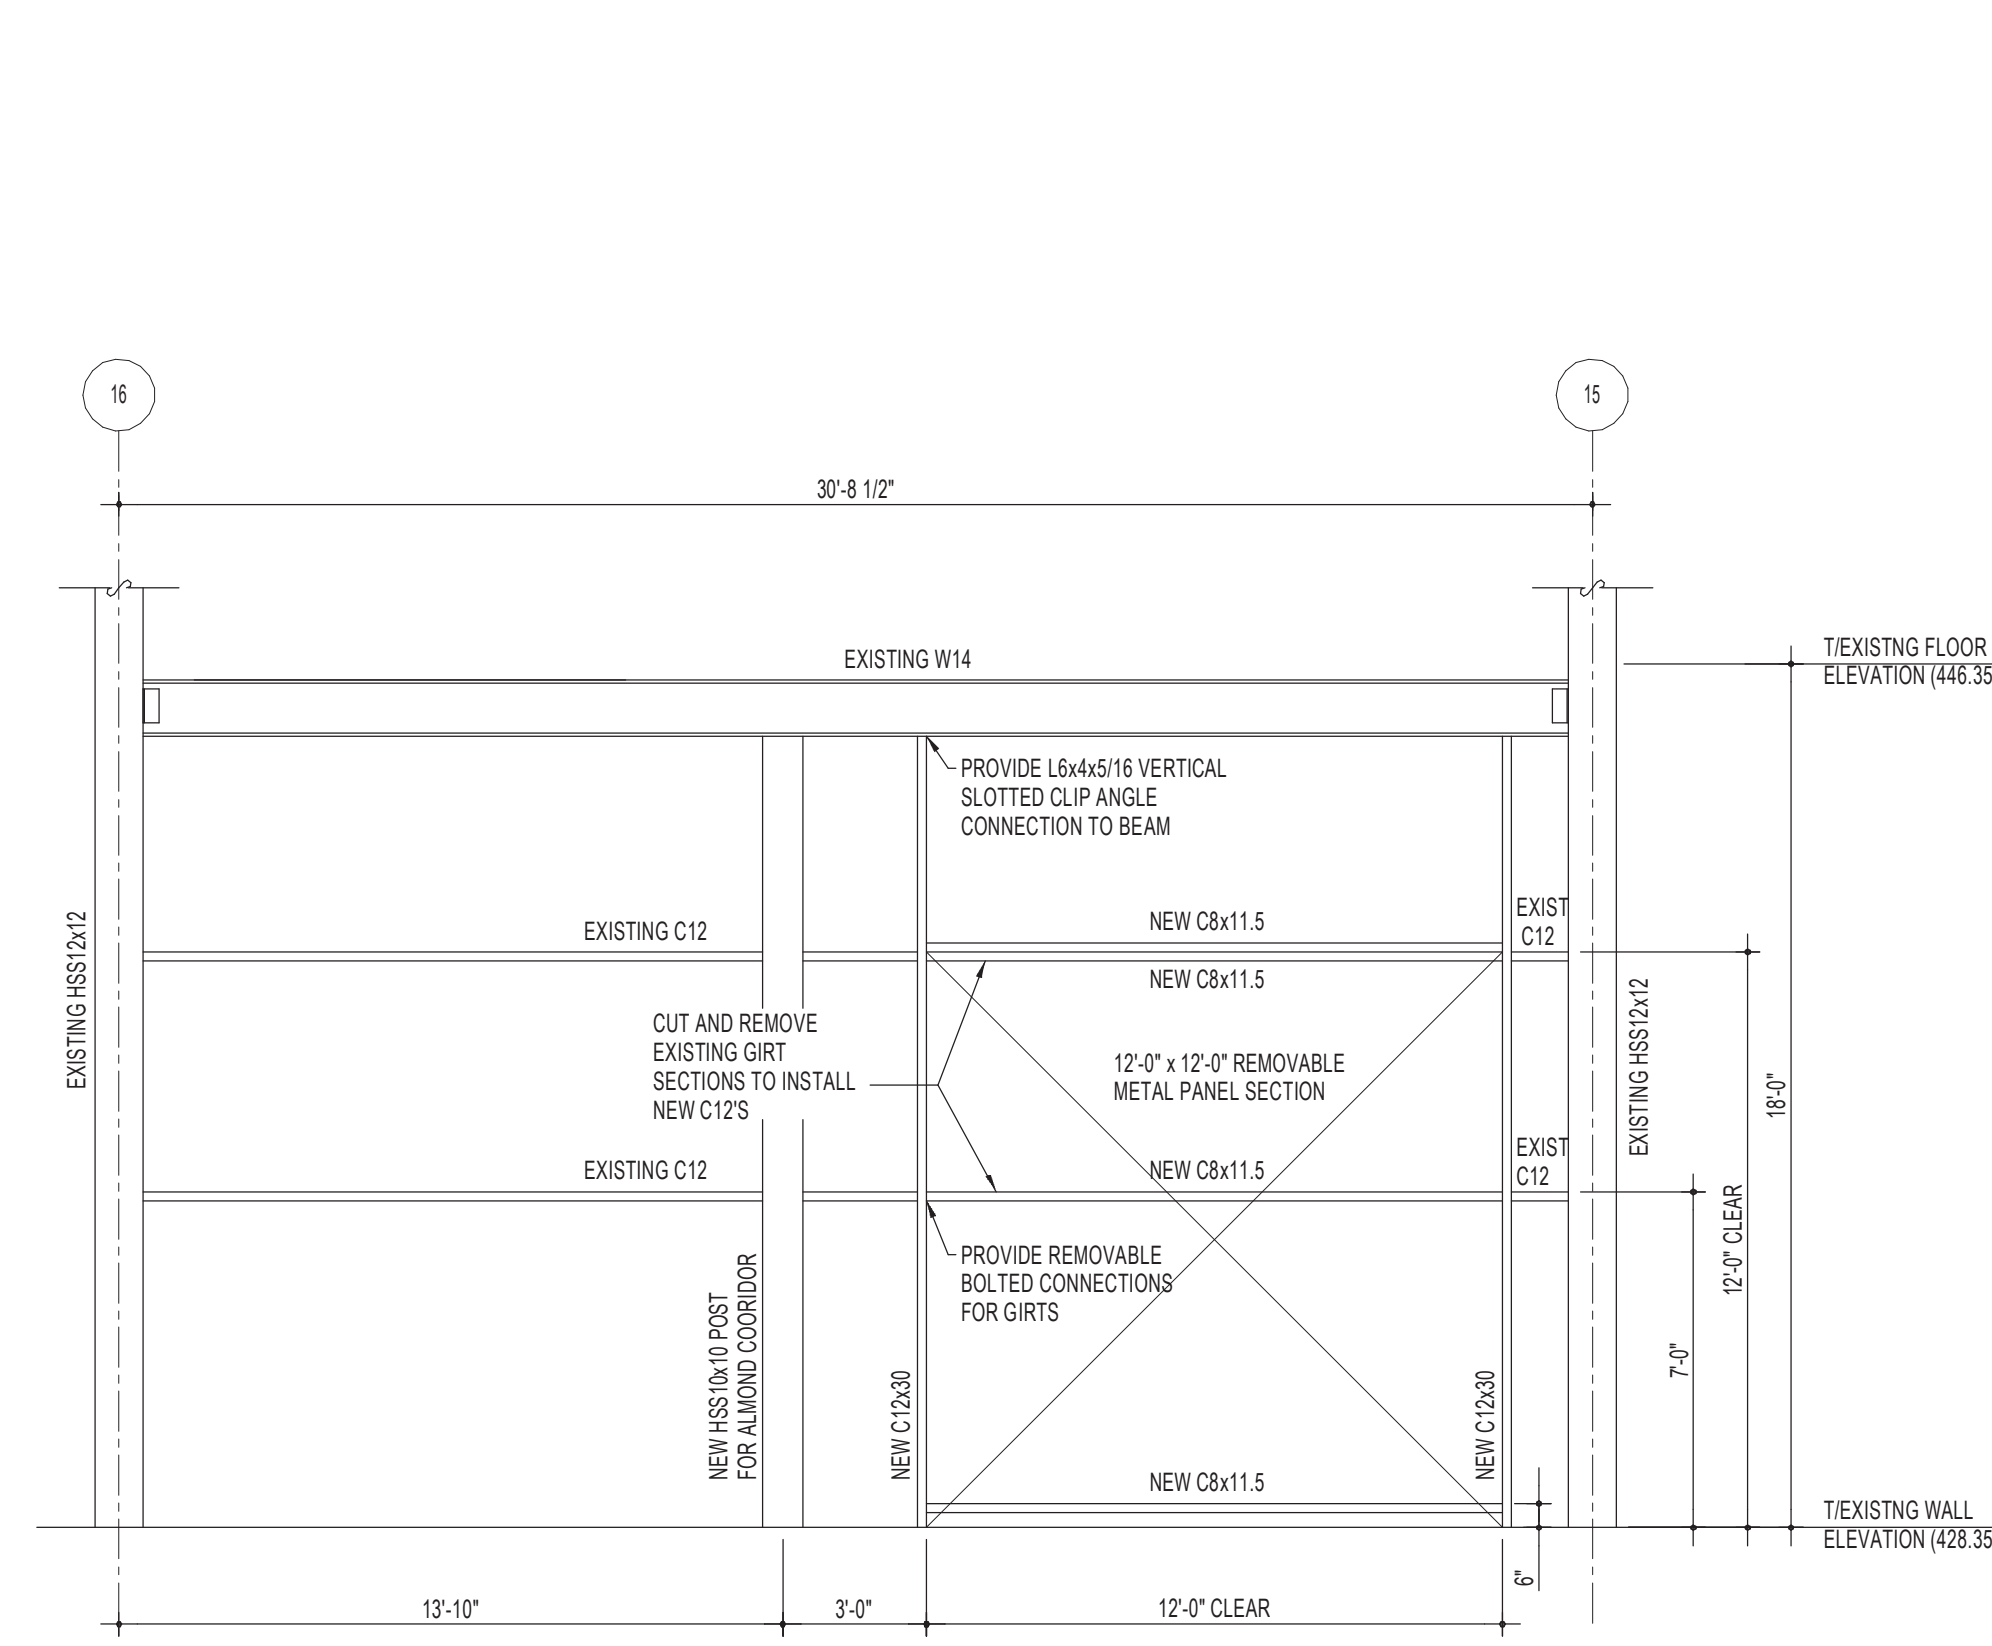 16
15
30'-8 1/2"
EXISTING W14
T/EXISTNG FLOOR
ELEVATION (446.35
PROVIDE L6x4x5/16 VERTICAL
SLOTTED CLIP ANGLE
CONNECTION TO BEAM
EXISTING HSS12x12
EXISTING C12
NEW C8x11.5
EXIST
C12
NEW C8x11.5
CUT AND REMOVE
EXISTING GIRT
SECTIONS TO INSTALL
NEW C12'S
12'-0" x 12'-0" REMOVABLE
METAL PANEL SECTION
EXISTING HSS12x12
18'-0"
EXISTING C12
NEW C8x11.5
EXIST
C12
12'-0" CLEAR
PROVIDE REMOVABLE
BOLTED CONNECTIONS
FOR GIRTS
7'-0"
NEW HSS10x10 POST
FOR ALMOND COORIDOR
NEW C12x30
NEW C12x30
NEW C8x11.5
T/EXISTNG WALL
ELEVATION (428.35
6"
13'-10"
3'-0"
12'-0" CLEAR